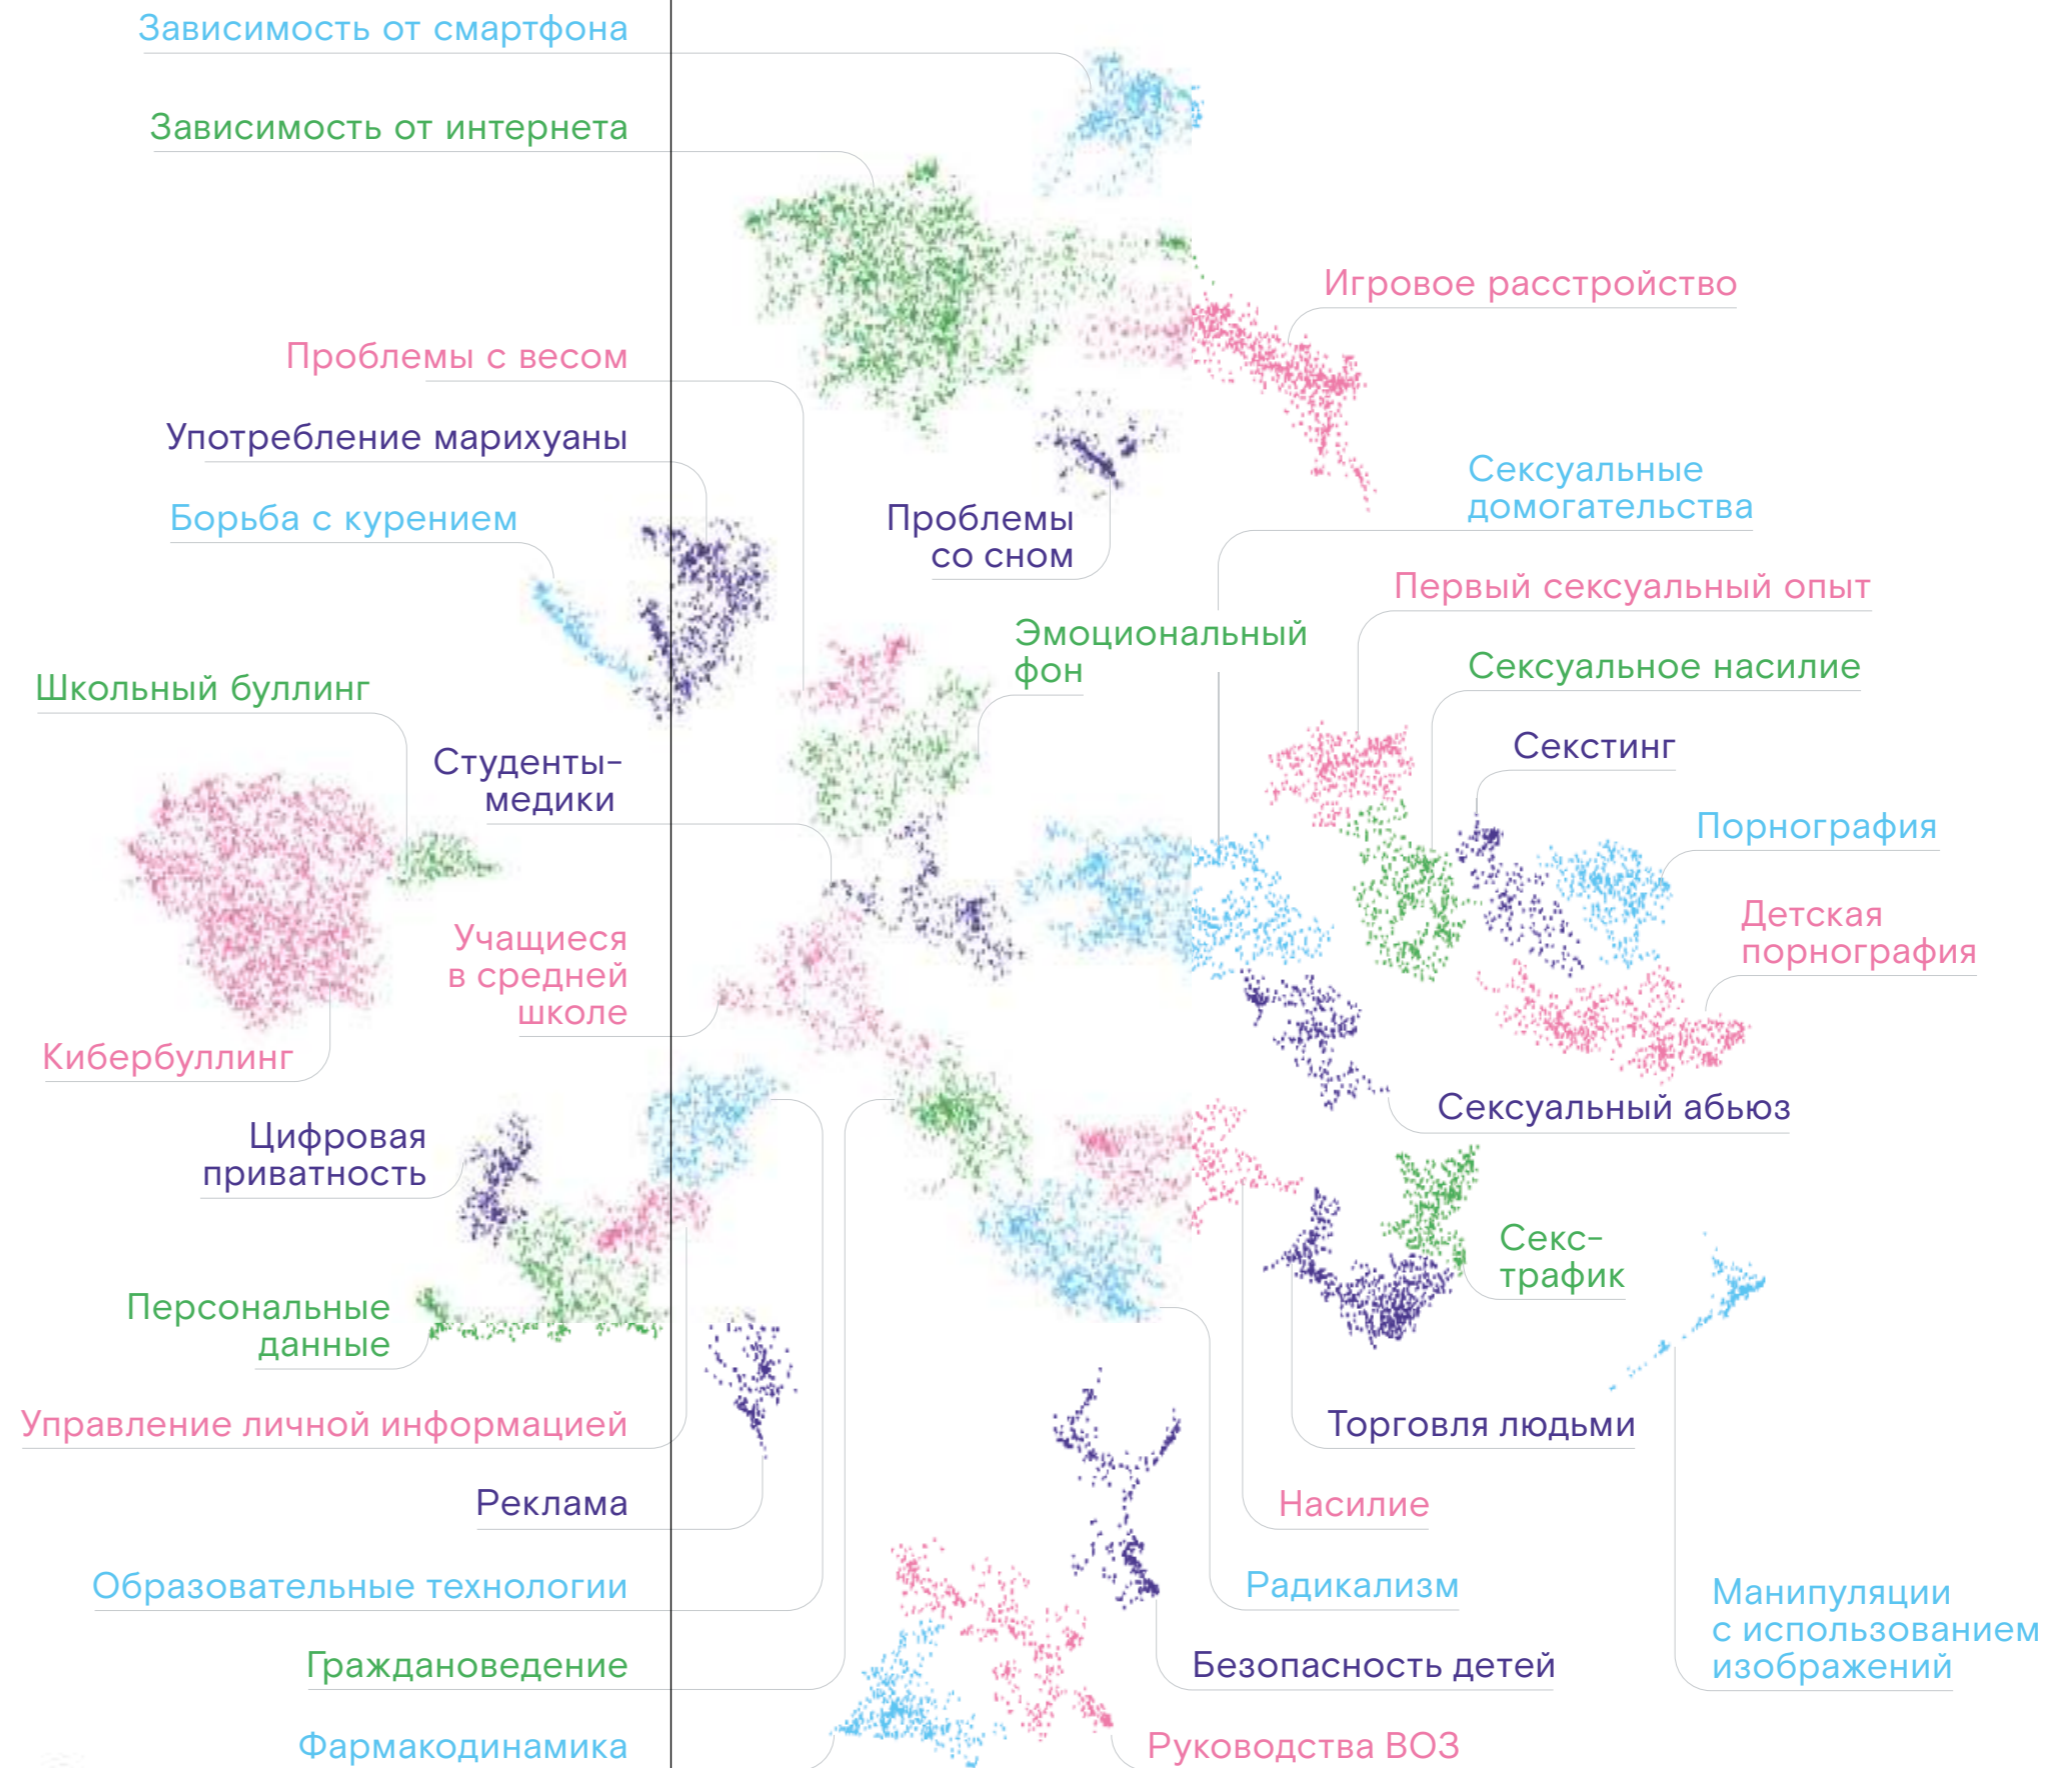 Зависимость от смартфона
Зависимость от интернета
Игровое расстройство
Проблемы с весом
Употребление марихуаны
Борьба с курением
Проблемы
со сном
Сексуальные
домогательства
Первый сексуальный опыт
Эмоциональный
фон
Сексуальное насилие
Школьный буллинг
Секстинг
Студенты-
медики
Порнография
Детская
порнография
Учащиеся
в средней
школе
Кибербуллинг
Сексуальный абьюз
Цифровая
приватность
Секс-
трафик
Персональные
данные
Управление личной информацией
Торговля людьми
Реклама
Насилие
Образовательные технологии
Радикализм
Манипуляции
с использованием
изображений
Граждановедение
Безопасность детей
Фармакодинамика
Руководства ВОЗ